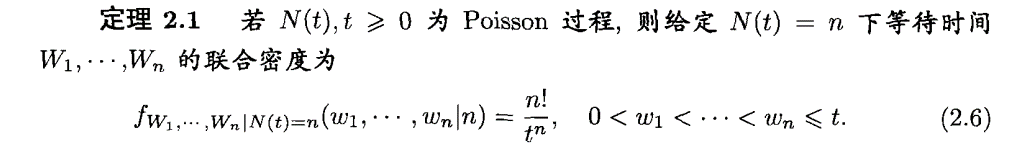 定理 2.1 若 N(t), t ⩾ 0 为 Poisson 过程, 则给定 N(t) = n 下等待时间
W₁, ⋯ ,Wₙ 的联合密度为
f_{W₁,⋯,Wₙ|N(t)=n}(w₁, ⋯ , wₙ|n) = n!/tⁿ, 0 < w₁ < ⋯ < wₙ ⩽ t. (2.6)